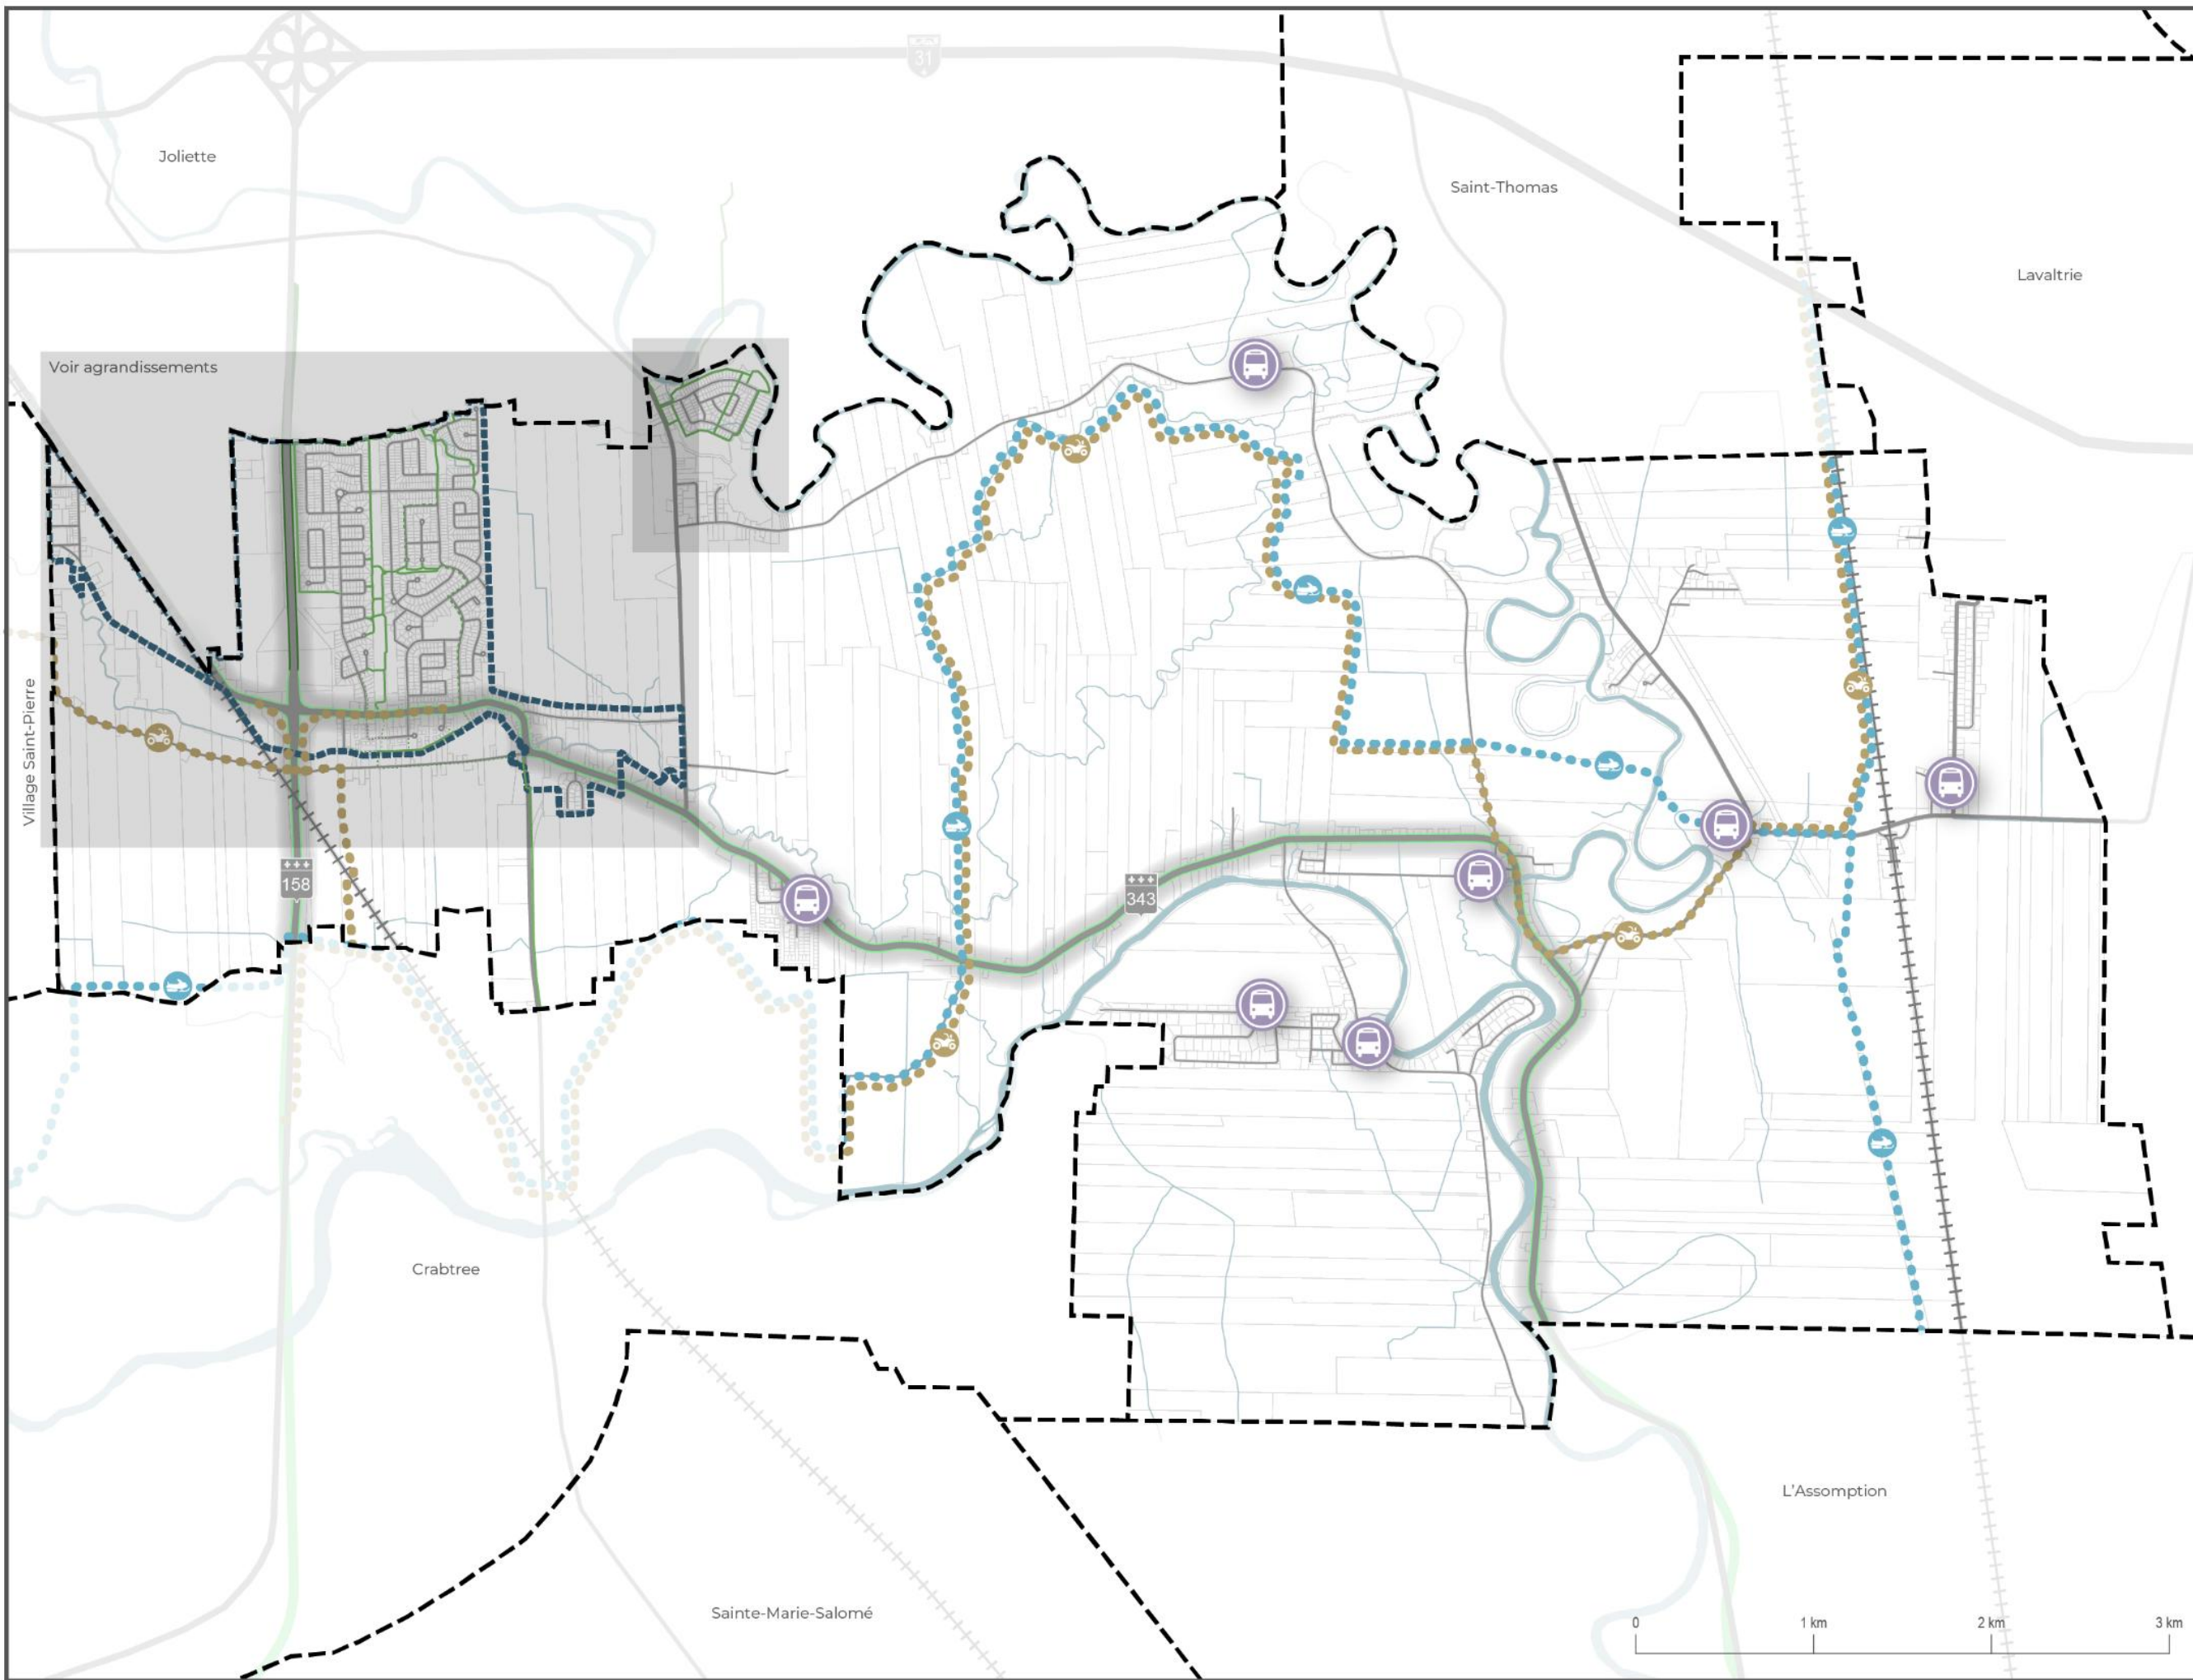 31
Joliette
Saint-Thomas
Lavaltrie
Voir agrandissements
Village Saint-Pierre
158
343
Crabtree
L'Assomption
Sainte-Marie-Salomé
0
1 km
2 km
3 km